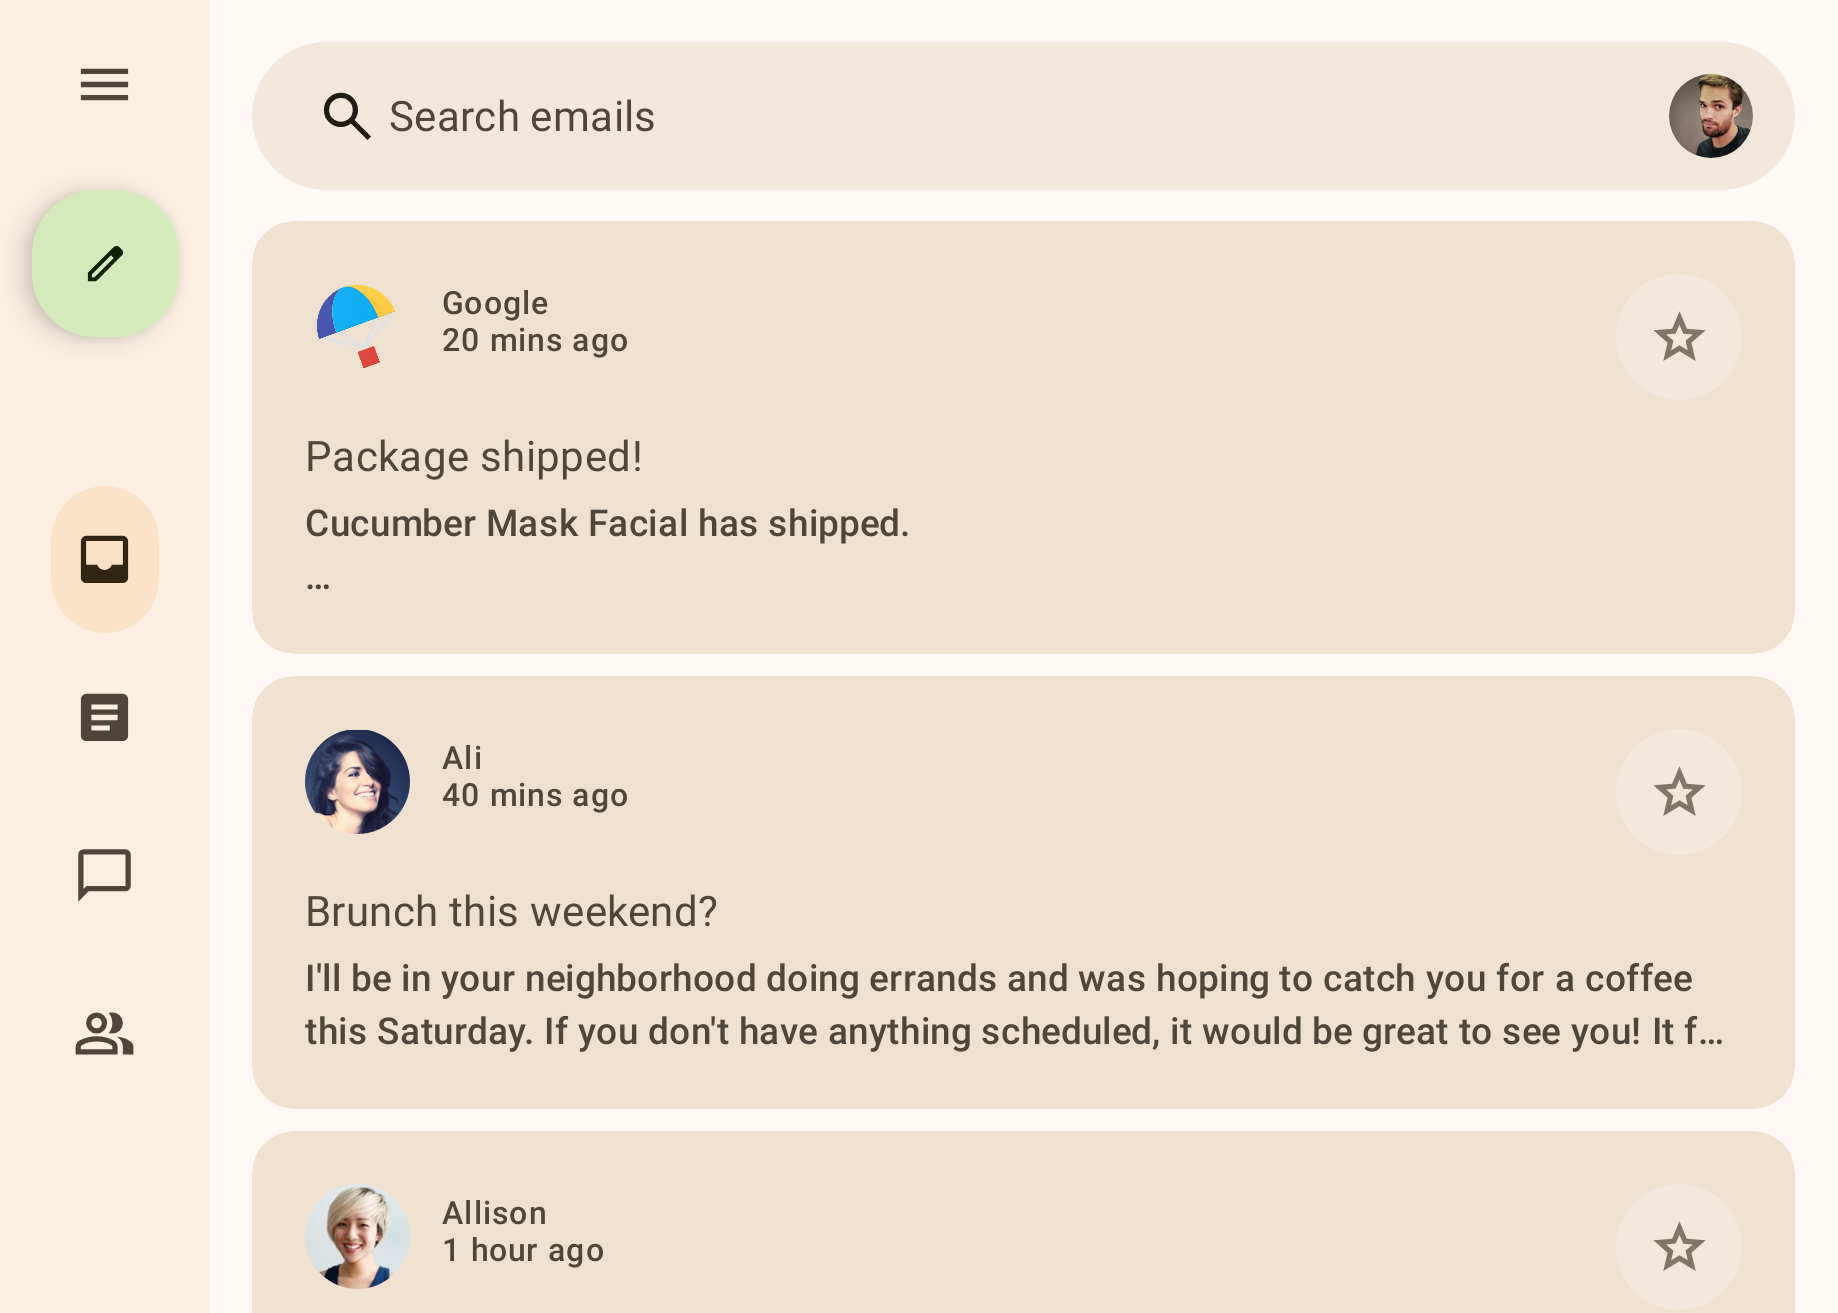 Search emails
Google
20 mins ago
Package shipped!
Cucumber Mask Facial has shipped.
...
Ali
40 mins ago
Brunch this weekend?
I'll be in your neighborhood doing errands and was hoping to catch you for a coffee
this Saturday. If you don't have anything scheduled, it would be great to see you! It f...
Allison
1 hour ago